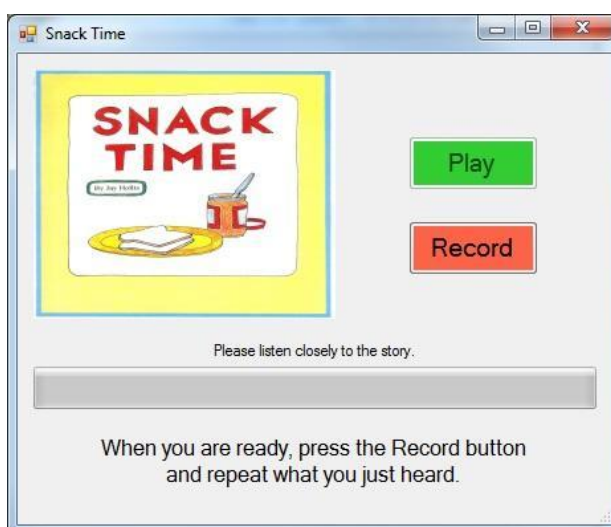 Snack Time
SNACK
TIME
Play
Record
Please listen closely to the story.
When you are ready, press the Record button
and repeat what you just heard.